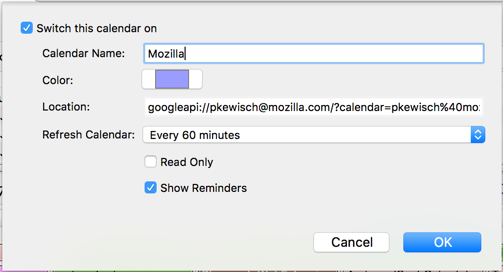 Switch this calendar on
Calendar Name: Mozilla
Color:
Location: googleapi://pkewisch@mozilla.com/?calendar=pkewisch%40mo:
Refresh Calendar: Every 60 minutes
Read Only
Show Reminders
Cancel OK